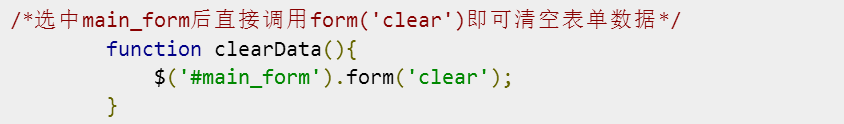 /*选中main_form后直接调用form('clear')即可清空表单数据*/
function clearData(){
$('#main_form').form('clear');
}